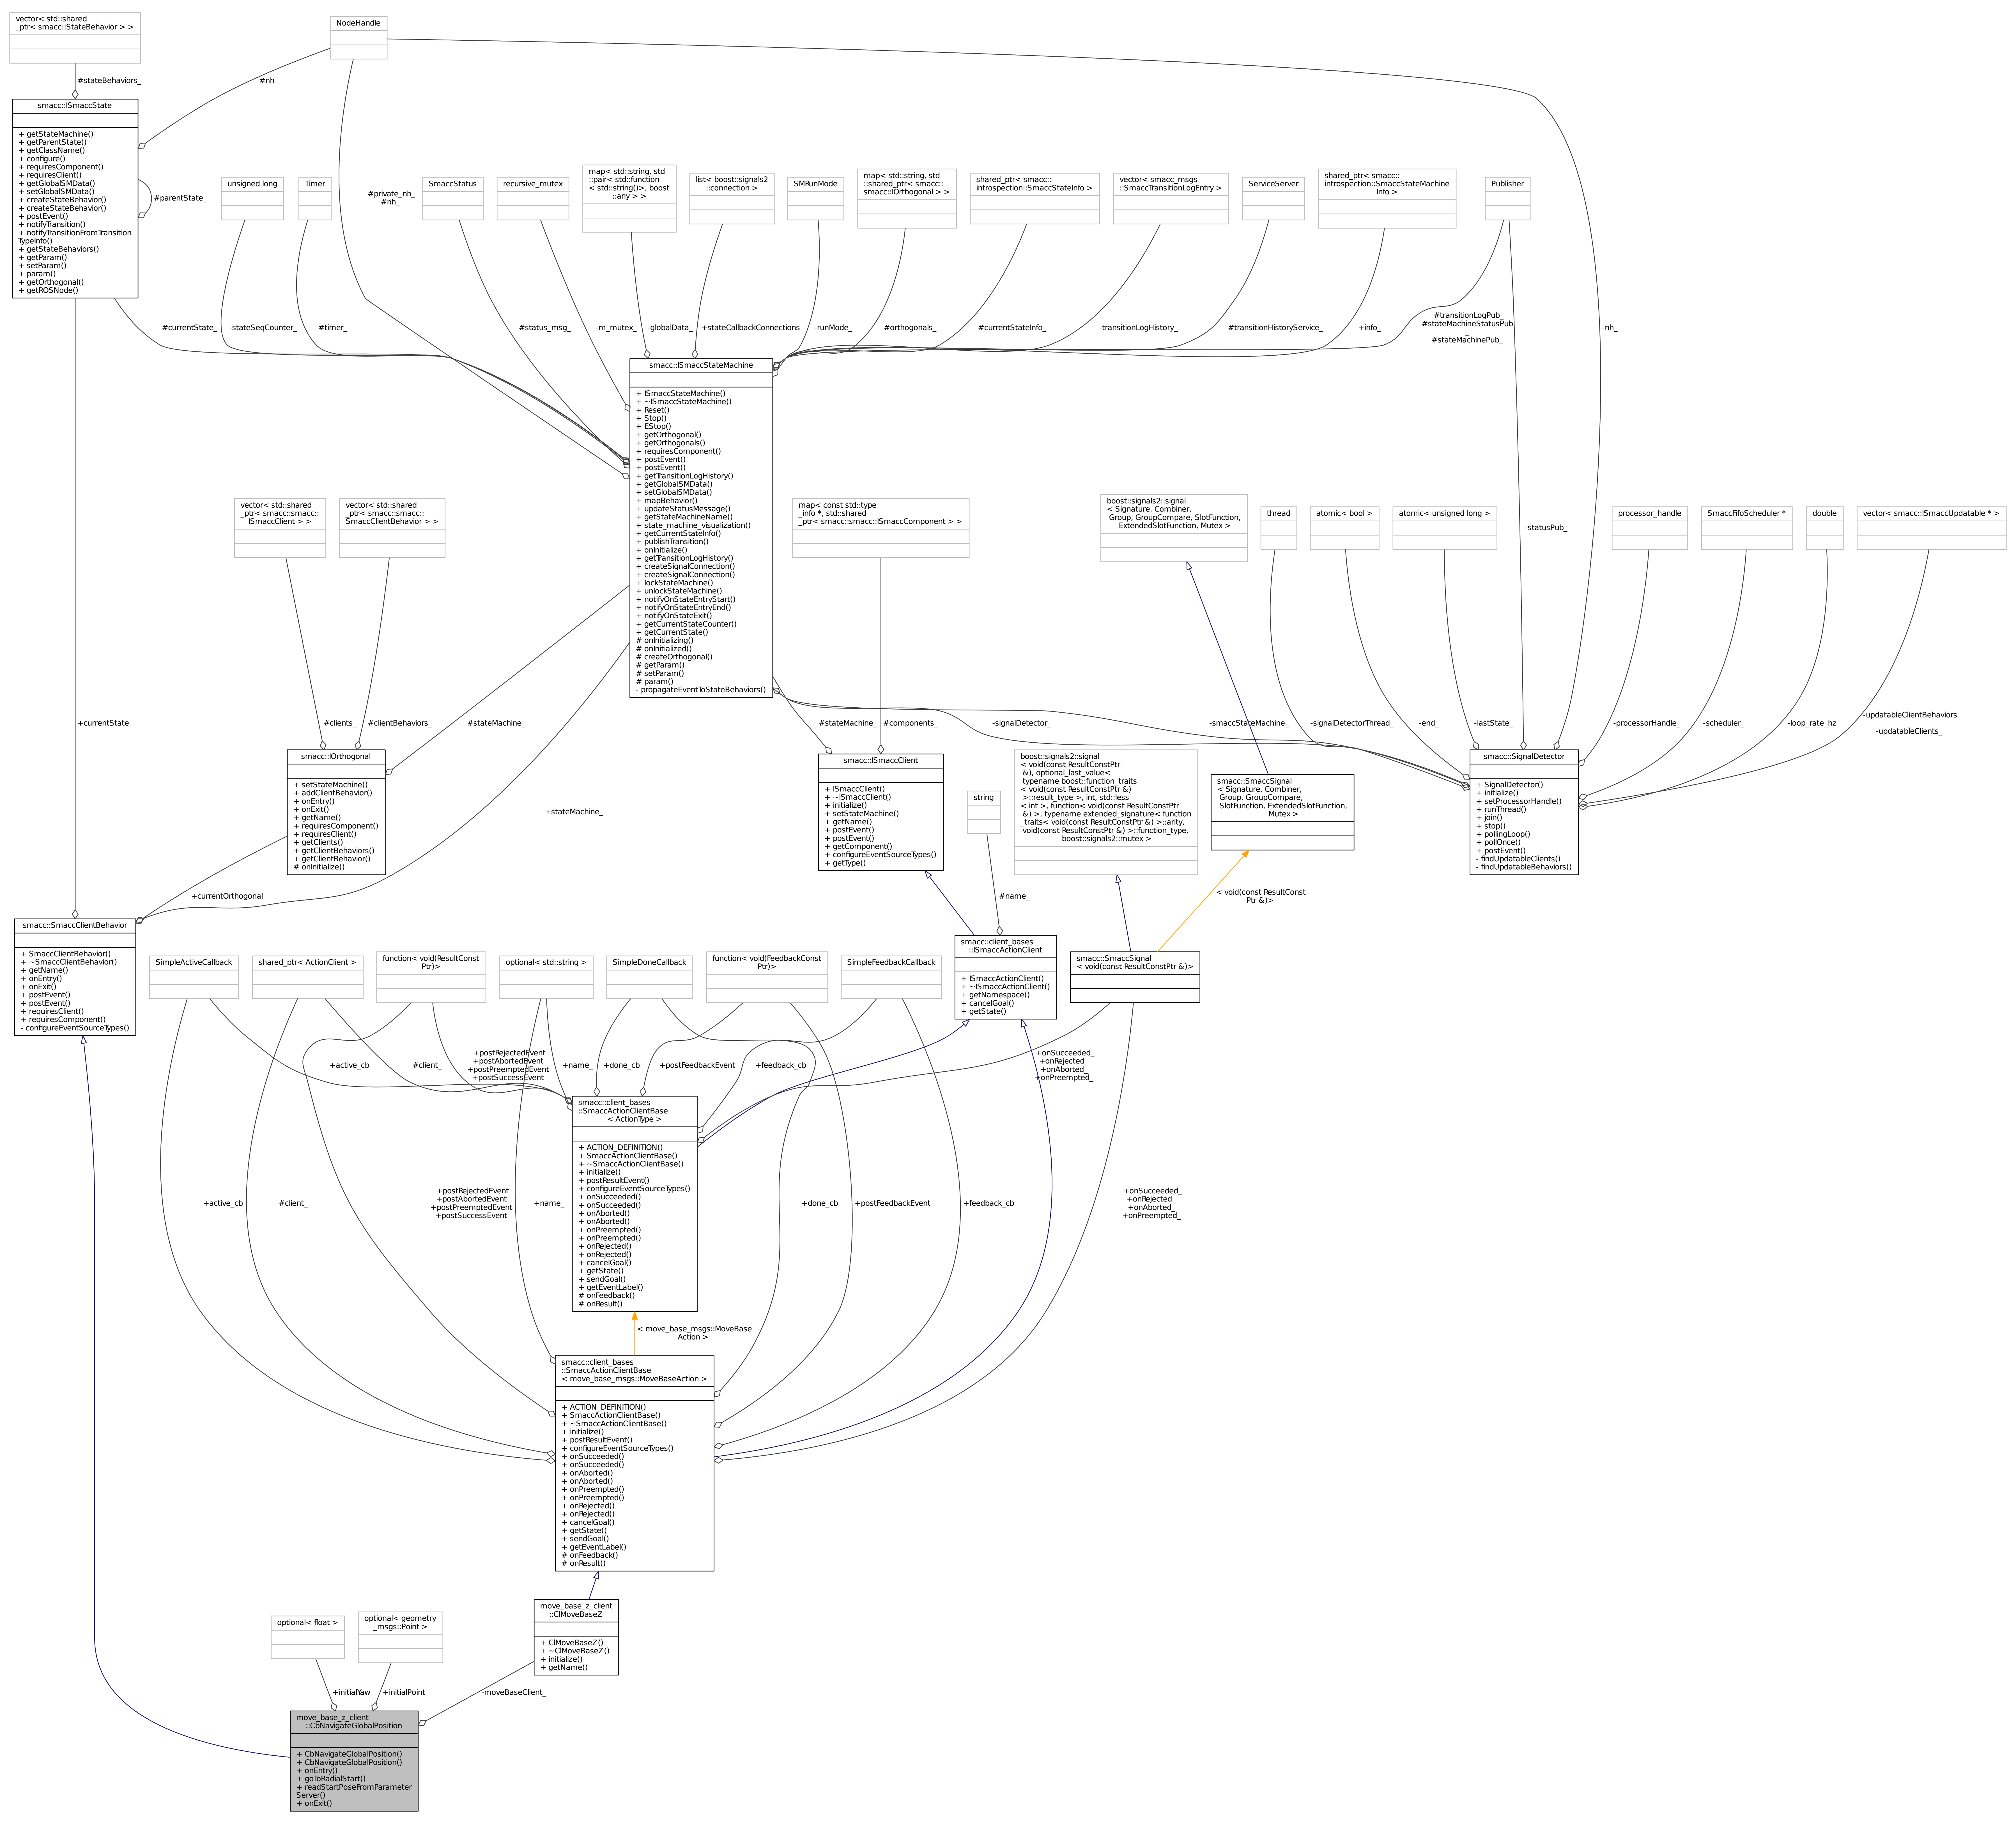 vector< std::shared
_ptr< smacc::StateBehavior > >
NodeHandle
#stateBehaviors_
#nh
smacc::ISmaccState
+ getStateMachine()
+ getParentState()
+ getClassName()
+ configure()
+ requiresComponent()
+ requiresClient()
+ getGlobalSMData()
+ setGlobalSMData()
+ createStateBehavior()
+ createStateBehavior()
+ postEvent()
+ notifyTransition()
+ notifyTransitionFromTransition
TypeInfo()
+ getStateBehaviors()
+ getParam()
+ setParam()
+ param()
+ getOrthogonal()
+ getROSNode()
#parentState_
unsigned long
Timer
#private_nh_
#nh_
SmaccStatus
recursive_mutex
map< std::string, std
::pair< std::function
< std::string()>, boost
::any > >
list< boost::signals2
::connection >
SMRunMode
map< std::string, std
::shared_ptr< smacc::
smacc::IOrthogonal > >
shared_ptr< smacc::
introspection::SmaccStateInfo >
vector< smacc_msgs
::SmaccTransitionLogEntry >
ServiceServer
shared_ptr< smacc::
introspection::SmaccStateMachine
Info >
Publisher
#currentState_
-stateSeqCounter_
#timer_
#status_msg_
-m_mutex_
-globalData_
+stateCallbackConnections
-runMode_
#orthogonals_
#currentStateInfo_
-transitionLogHistory_
#transitionHistoryService_
+info_
#transitionLogPub_
#stateMachineStatusPub
_
#stateMachinePub_
-nh_
smacc::ISmaccStateMachine
+ ISmaccStateMachine()
+ ~ISmaccStateMachine()
+ Reset()
+ Stop()
+ EStop()
+ getOrthogonal()
+ getOrthogonals()
+ requiresComponent()
+ postEvent()
+ postEvent()
+ getTransitionLogHistory()
+ getGlobalSMData()
+ setGlobalSMData()
+ mapBehavior()
+ updateStatusMessage()
+ getStateMachineName()
+ state_machine_visualization()
+ getCurrentStateInfo()
+ publishTransition()
+ onInitialize()
+ getTransitionLogHistory()
+ createSignalConnection()
+ createSignalConnection()
+ lockStateMachine()
+ unlockStateMachine()
+ notifyOnStateEntryStart()
+ notifyOnStateEntryEnd()
+ notifyOnStateExit()
+ getCurrentStateCounter()
+ getCurrentState()
# onInitializing()
# onInitialized()
# createOrthogonal()
# getParam()
# setParam()
# param()
- propagateEventToStateBehaviors()
vector< std::shared
_ptr< smacc::smacc::
ISmaccClient > >
vector< std::shared
_ptr< smacc::smacc::
SmaccClientBehavior > >
map< const std::type
_info *, std::shared
_ptr< smacc::smacc::ISmaccComponent > >
boost::signals2::signal
< Signature, Combiner,
Group, GroupCompare, SlotFunction,
ExtendedSlotFunction, Mutex >
thread
atomic< bool >
atomic< unsigned long >
-statusPub_
processor_handle
SmaccFifoScheduler *
double
vector< smacc::ISmaccUpdatable * >
+currentState
#clients_
#clientBehaviors_
#stateMachine_
#stateMachine_
#components_
-signalDetector_
-smaccStateMachine_
-signalDetectorThread_
-end_
-lastState_
-processorHandle_
-scheduler_
-loop_rate_hz
-updatableClientBehaviors
_
-updatableClients_
smacc::IOrthogonal
+ setStateMachine()
+ addClientBehavior()
+ onEntry()
+ onExit()
+ getName()
+ requiresComponent()
+ requiresClient()
+ getClients()
+ getClientBehaviors()
+ getClientBehavior()
# onInitialize()
+stateMachine_
smacc::ISmaccClient
+ ISmaccClient()
+ ~ISmaccClient()
+ initialize()
+ setStateMachine()
+ getName()
+ postEvent()
+ postEvent()
+ getComponent()
+ configureEventSourceTypes()
+ getType()
string
boost::signals2::signal
< void(const ResultConstPtr
&), optional_last_value<
typename boost::function_traits
< void(const ResultConstPtr &)
>::result_type >, int, std::less
< int >, function< void(const ResultConstPtr
&) >, typename extended_signature< function
_traits< void(const ResultConstPtr &) >::arity,
void(const ResultConstPtr &) >::function_type,
boost::signals2::mutex >
smacc::SmaccSignal
< Signature, Combiner,
Group, GroupCompare,
SlotFunction, ExtendedSlotFunction,
Mutex >
smacc::SignalDetector
+ SignalDetector()
+ initialize()
+ setProcessorHandle()
+ runThread()
+ join()
+ stop()
+ pollingLoop()
+ pollOnce()
+ postEvent()
- findUpdatableClients()
- findUpdatableBehaviors()
+currentOrthogonal
#name_
< void(const ResultConst
Ptr &)>
smacc::SmaccClientBehavior
+ SmaccClientBehavior()
+ ~SmaccClientBehavior()
+ getName()
+ onEntry()
+ onExit()
+ postEvent()
+ postEvent()
+ requiresClient()
+ requiresComponent()
- configureEventSourceTypes()
SimpleActiveCallback
shared_ptr< ActionClient >
function< void(ResultConst
Ptr)>
optional< std::string >
SimpleDoneCallback
function< void(FeedbackConst
Ptr)>
SimpleFeedbackCallback
smacc::client_bases
::ISmaccActionClient
+ ISmaccActionClient()
+ ~ISmaccActionClient()
+ getNamespace()
+ cancelGoal()
+ getState()
smacc::SmaccSignal
< void(const ResultConstPtr &)>
+active_cb
#client_
+postRejectedEvent
+postAbortedEvent
+postPreemptedEvent
+postSuccessEvent
+name_
+done_cb
+postFeedbackEvent
+feedback_cb
+onSucceeded_
+onRejected_
+onAborted_
+onPreempted_
smacc::client_bases
::SmaccActionClientBase
< ActionType >
+ ACTION_DEFINITION()
+ SmaccActionClientBase()
+ ~SmaccActionClientBase()
+ initialize()
+ postResultEvent()
+ configureEventSourceTypes()
+ onSucceeded()
+ onSucceeded()
+ onAborted()
+ onAborted()
+ onPreempted()
+ onPreempted()
+ onRejected()
+ onRejected()
+ cancelGoal()
+ getState()
+ sendGoal()
+ getEventLabel()
# onFeedback()
# onResult()
+active_cb
#client_
+postRejectedEvent
+postAbortedEvent
+postPreemptedEvent
+postSuccessEvent
+name_
+done_cb
+postFeedbackEvent
+feedback_cb
+onSucceeded_
+onRejected_
+onAborted_
+onPreempted_
< move_base_msgs::MoveBase
Action >
smacc::client_bases
::SmaccActionClientBase
< move_base_msgs::MoveBaseAction >
+ ACTION_DEFINITION()
+ SmaccActionClientBase()
+ ~SmaccActionClientBase()
+ initialize()
+ postResultEvent()
+ configureEventSourceTypes()
+ onSucceeded()
+ onSucceeded()
+ onAborted()
+ onAborted()
+ onPreempted()
+ onPreempted()
+ onRejected()
+ onRejected()
+ cancelGoal()
+ getState()
+ sendGoal()
+ getEventLabel()
# onFeedback()
# onResult()
optional< float >
optional< geometry
_msgs::Point >
move_base_z_client
::ClMoveBaseZ
+ ClMoveBaseZ()
+ ~ClMoveBaseZ()
+ initialize()
+ getName()
+initialYaw
+initialPoint
-moveBaseClient_
move_base_z_client
::CbNavigateGlobalPosition
+ CbNavigateGlobalPosition()
+ CbNavigateGlobalPosition()
+ onEntry()
+ goToRadialStart()
+ readStartPoseFromParameter
Server()
+ onExit()